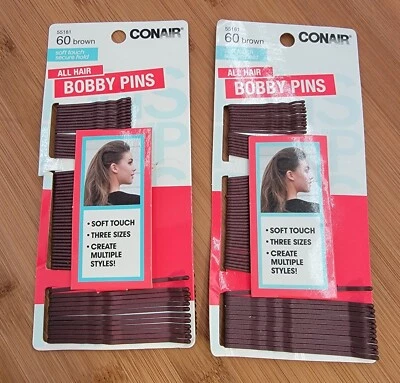 55181
60 brown
CONAIR®
soft touch
secure hold
ALL HAIR
BOBBY PINS
• SOFT TOUCH
• THREE SIZES
• CREATE
MULTIPLE
STYLES!
55181
60 brown
CONAIR®
ALL HAIR
BOBBY PINS
• SOFT TOUCH
• THREE SIZES
• CREATE
MULTIPLE
STYLES!